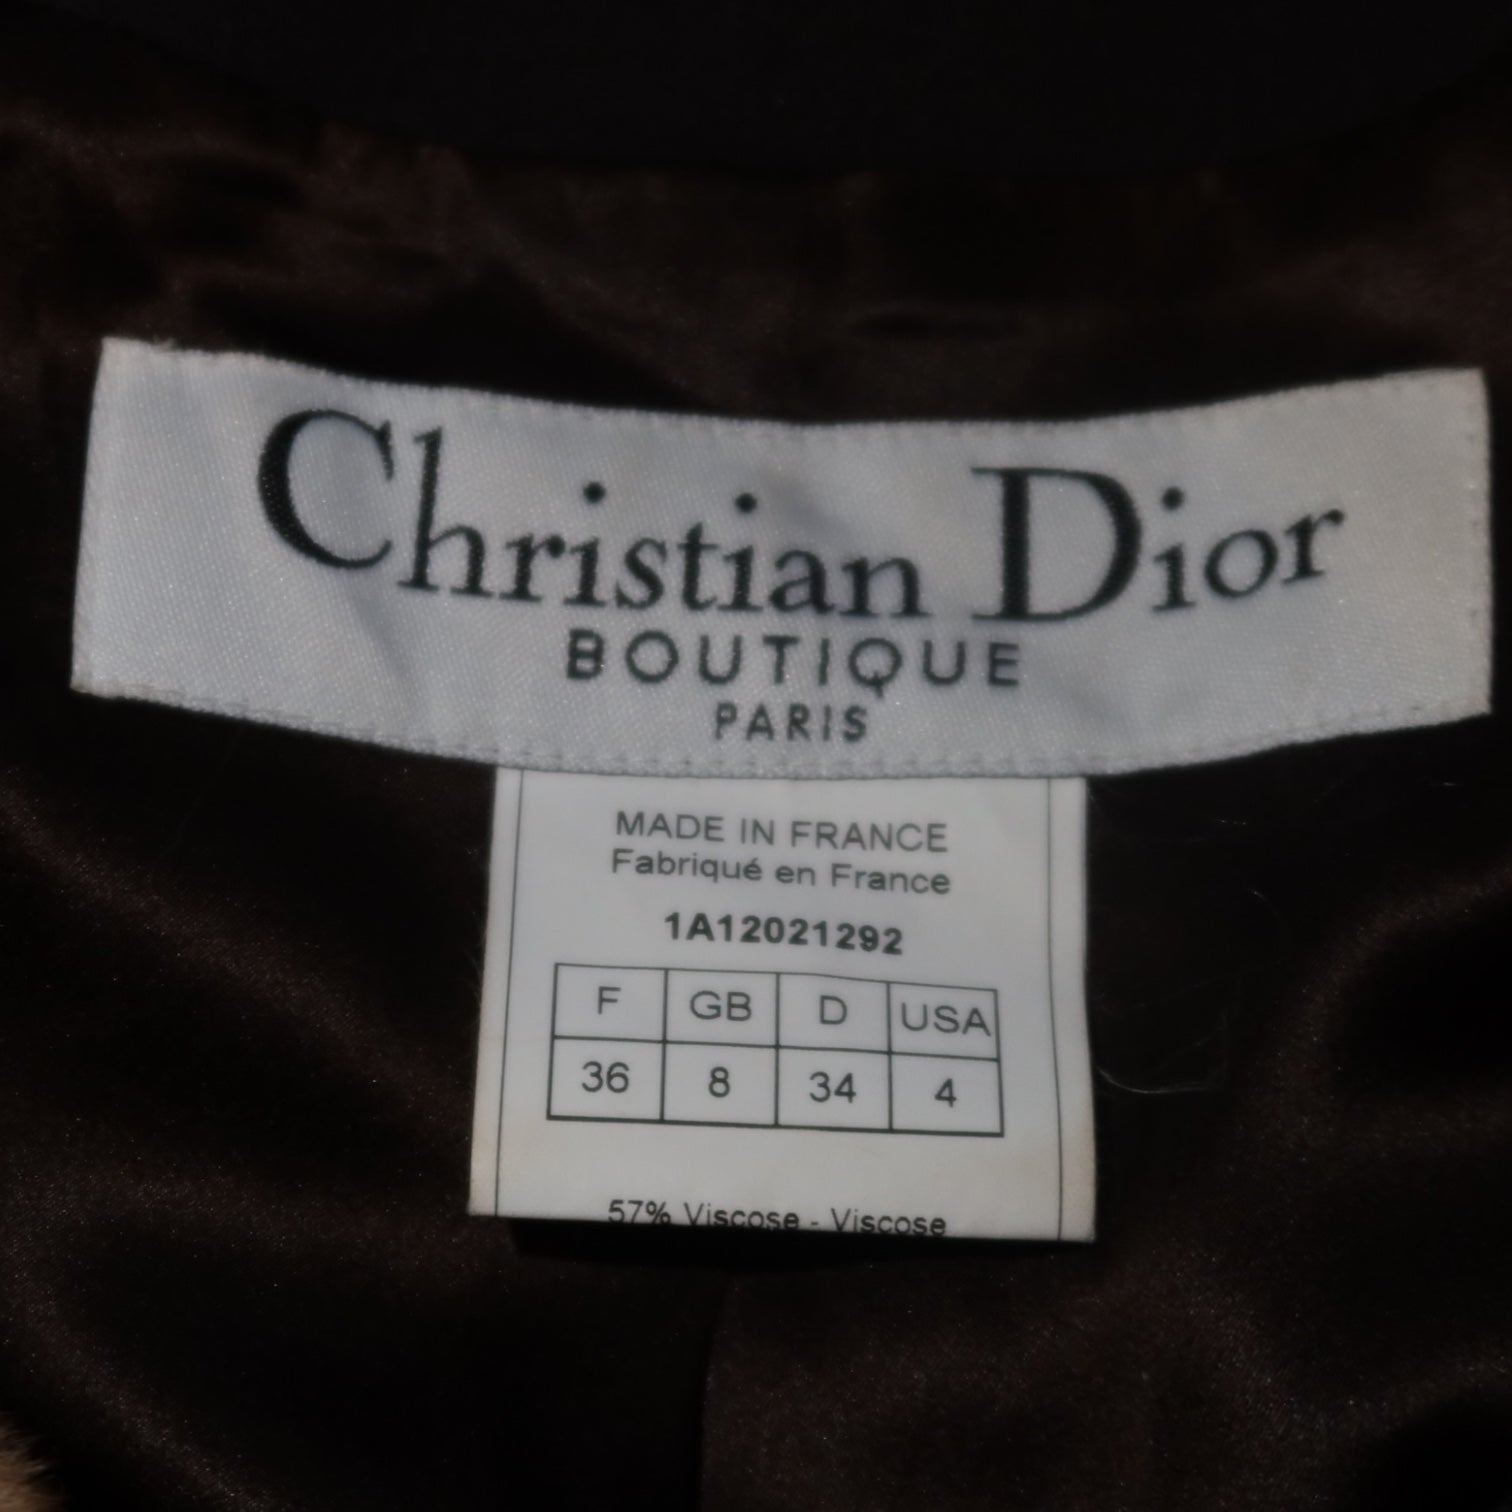 Christian Dior
BOUTIQUE
PARIS
MADE IN FRANCE
Fabriqué en France
1A12021292
F GB D USA
36 8 34 4
57% Viscose - Viscose